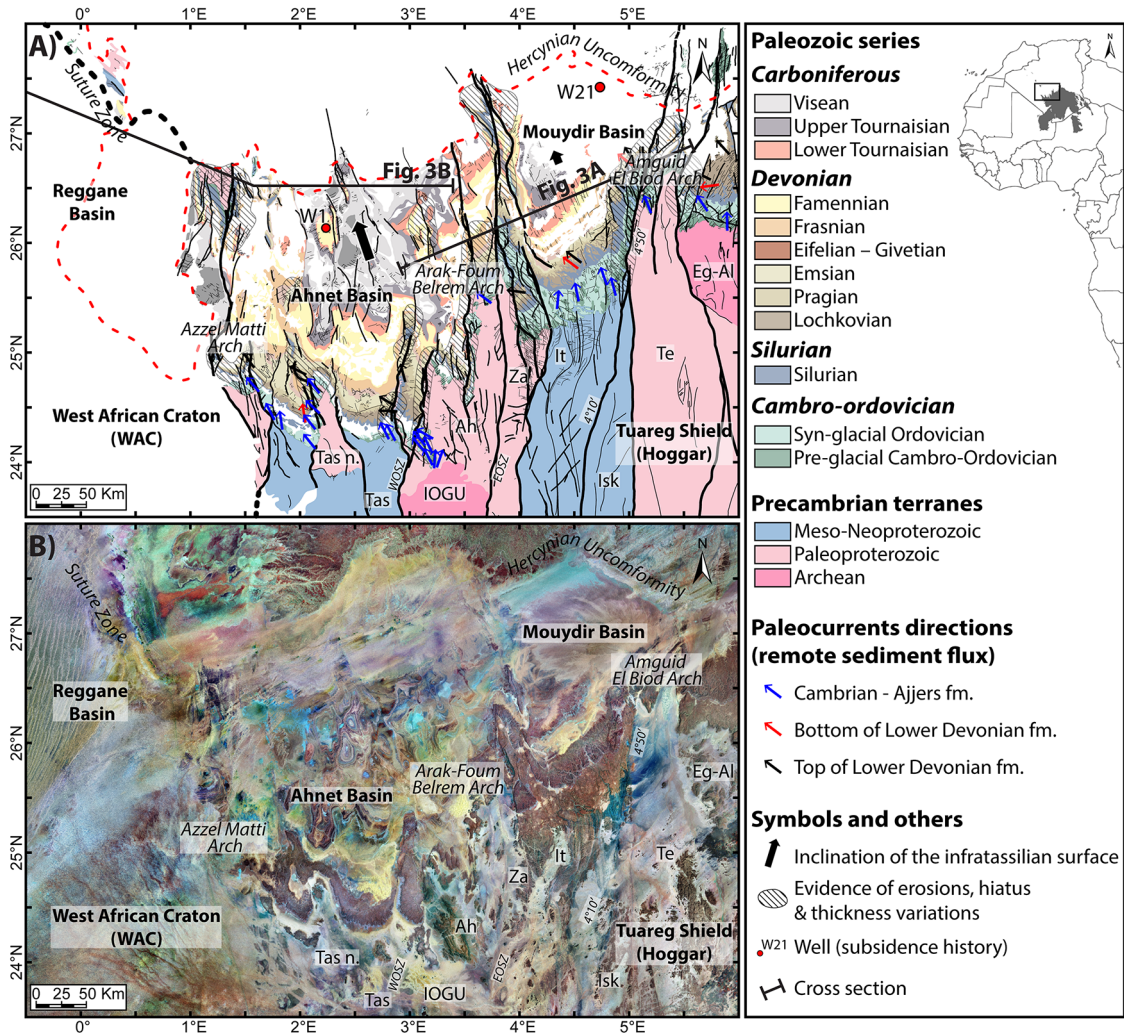 0° 1°E 2°E 3°E 4°E 5°E
A)
Suture Zone
Hercynian Uncomformity
N
W21
27°N
Mouydir Basin
Fig. 3B
Fig. 3A
Amguid
El Biod Arch
Reggane
Basin
W1
26°N
4°50'
Eg-Al
Arak-Foum
Belrem Arch
Ahnet Basin
Azzel Matti
Arch
25°N
It
Te
Za
4°10'
West African Craton
(WAC)
Ah
Tuareg Shield
(Hoggar)
24°N
Tas n.
WOSZ
EOSZ
Tas
IOGU
Isk
0 25 50 Km
B)
Suture Zone
Hercynian Uncomformity
N
27°N
Mouydir Basin
Amguid
El Biod Arch
Reggane
Basin
26°N
4°50'
Arak-Foum
Belrem Arch
Eg-Al
Ahnet Basin
Azzel Matti
Arch
25°N
It
Te
Za
4°10'
West African Craton
(WAC)
Ah
Tuareg Shield
(Hoggar)
24°N
Tas n.
WOSZ
EOSZ
Tas
IOGU
Isk.
0 25 50 Km
0° 1°E 2°E 3°E 4°E 5°E
Paleozoic series
Carboniferous
Visean
Upper Tournaisian
Lower Tournaisian
Devonian
Famennian
Frasnian
Eifelian – Givetian
Emsian
Pragian
Lochkovian
Silurian
Silurian
Cambro-ordovician
Syn-glacial Ordovician
Pre-glacial Cambro-Ordovician
Precambrian terranes
Meso-Neoproterozoic
Paleoproterozoic
Archean
Paleocurrents directions
(remote sediment flux)
Cambrian - Ajjers fm.
Bottom of Lower Devonian fm.
Top of Lower Devonian fm.
Symbols and others
Inclination of the infratassilian surface
Evidence of erosions, hiatus
& thickness variations
W21 Well (subsidence history)
Cross section
N